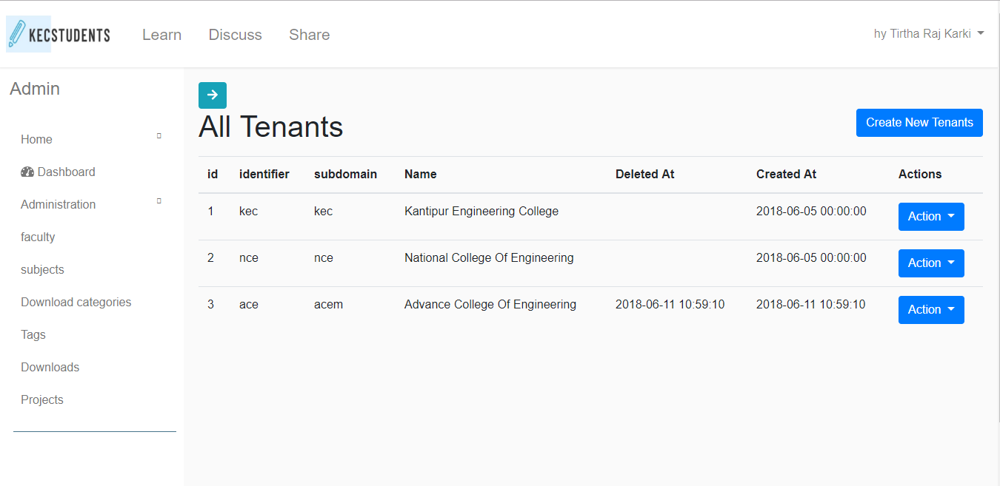 KECSTUDENTS Learn Discuss Share by Tirtha Raj Karki
Admin
Home
Dashboard
Administration
faculty
subjects
Download categories
Tags
Downloads
Projects
All Tenants
Create New Tenants
id identifier subdomain Name Deleted At Created At Actions
1 kec kec Kantipur Engineering College 2018-06-05 00:00:00 Action
2 nce nce National College Of Engineering 2018-06-05 00:00:00 Action
3 ace acem Advance College Of Engineering 2018-06-11 10:59:10 2018-06-11 10:59:10 Action